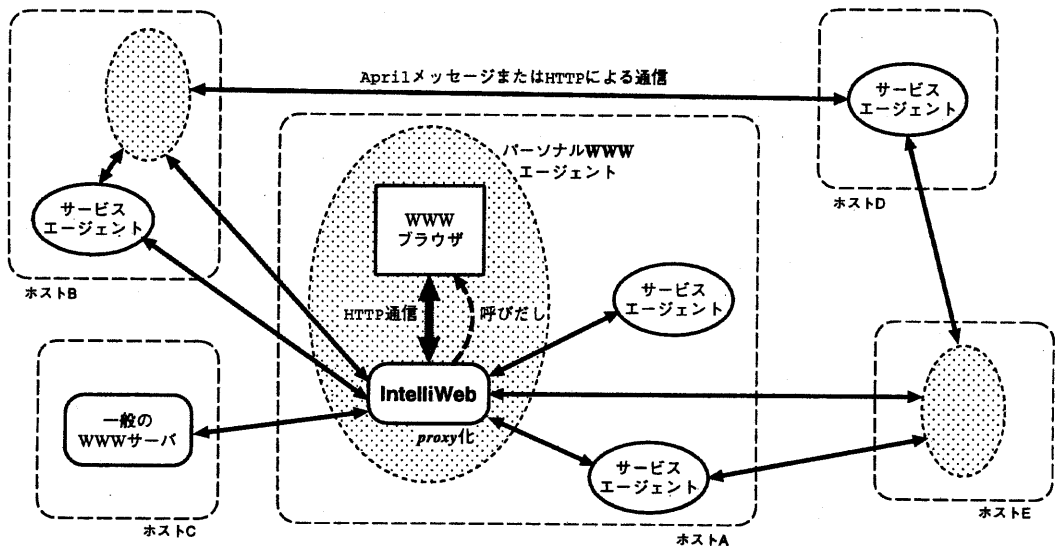 AprilメッセージまたはHTTPによる通信
サービス
エージェント
ホストD
パーソナルWWW
エージェント
WWW
ブラウザ
サービス
エージェント
ホストB
HTTP通信
呼びだし
サービス
エージェント
IntelliWeb
proxy化
一般の
WWWサーバ
ホストC
サービス
エージェント
ホストA
ホストE